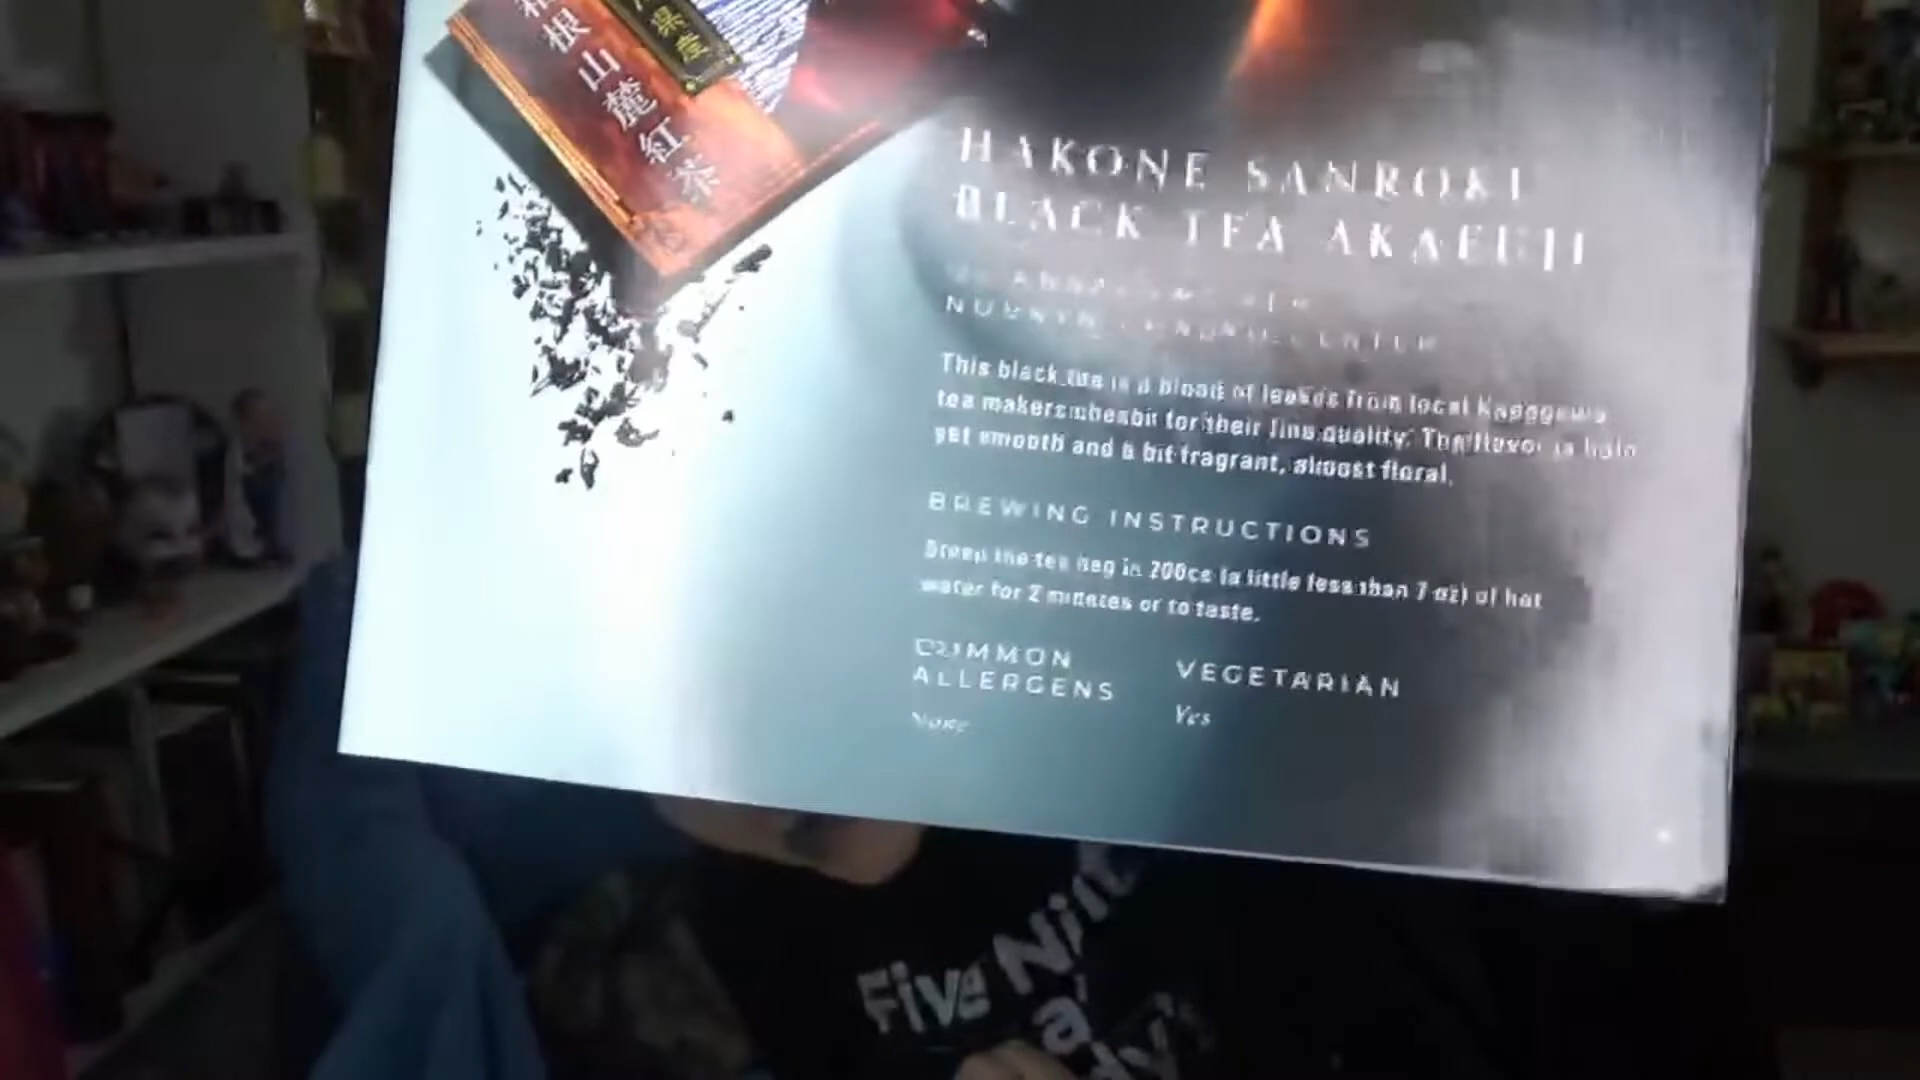 根山麓紅茶
県産
HAKONE SANROKU
BLACK TEA AKAFUJI
This black tea is a blend of leaves from local Kanagawa
tea makers chosen for their fine quality. The flavor is
yet smooth and a bit fragrant, almost floral.
BREWING INSTRUCTIONS
Steep the tea bag in 200cc (a little less than 7 oz) of hot
water for 2 minutes or to taste.
COMMON
ALLERGENS
None
VEGETARIAN
Yes
Five
a